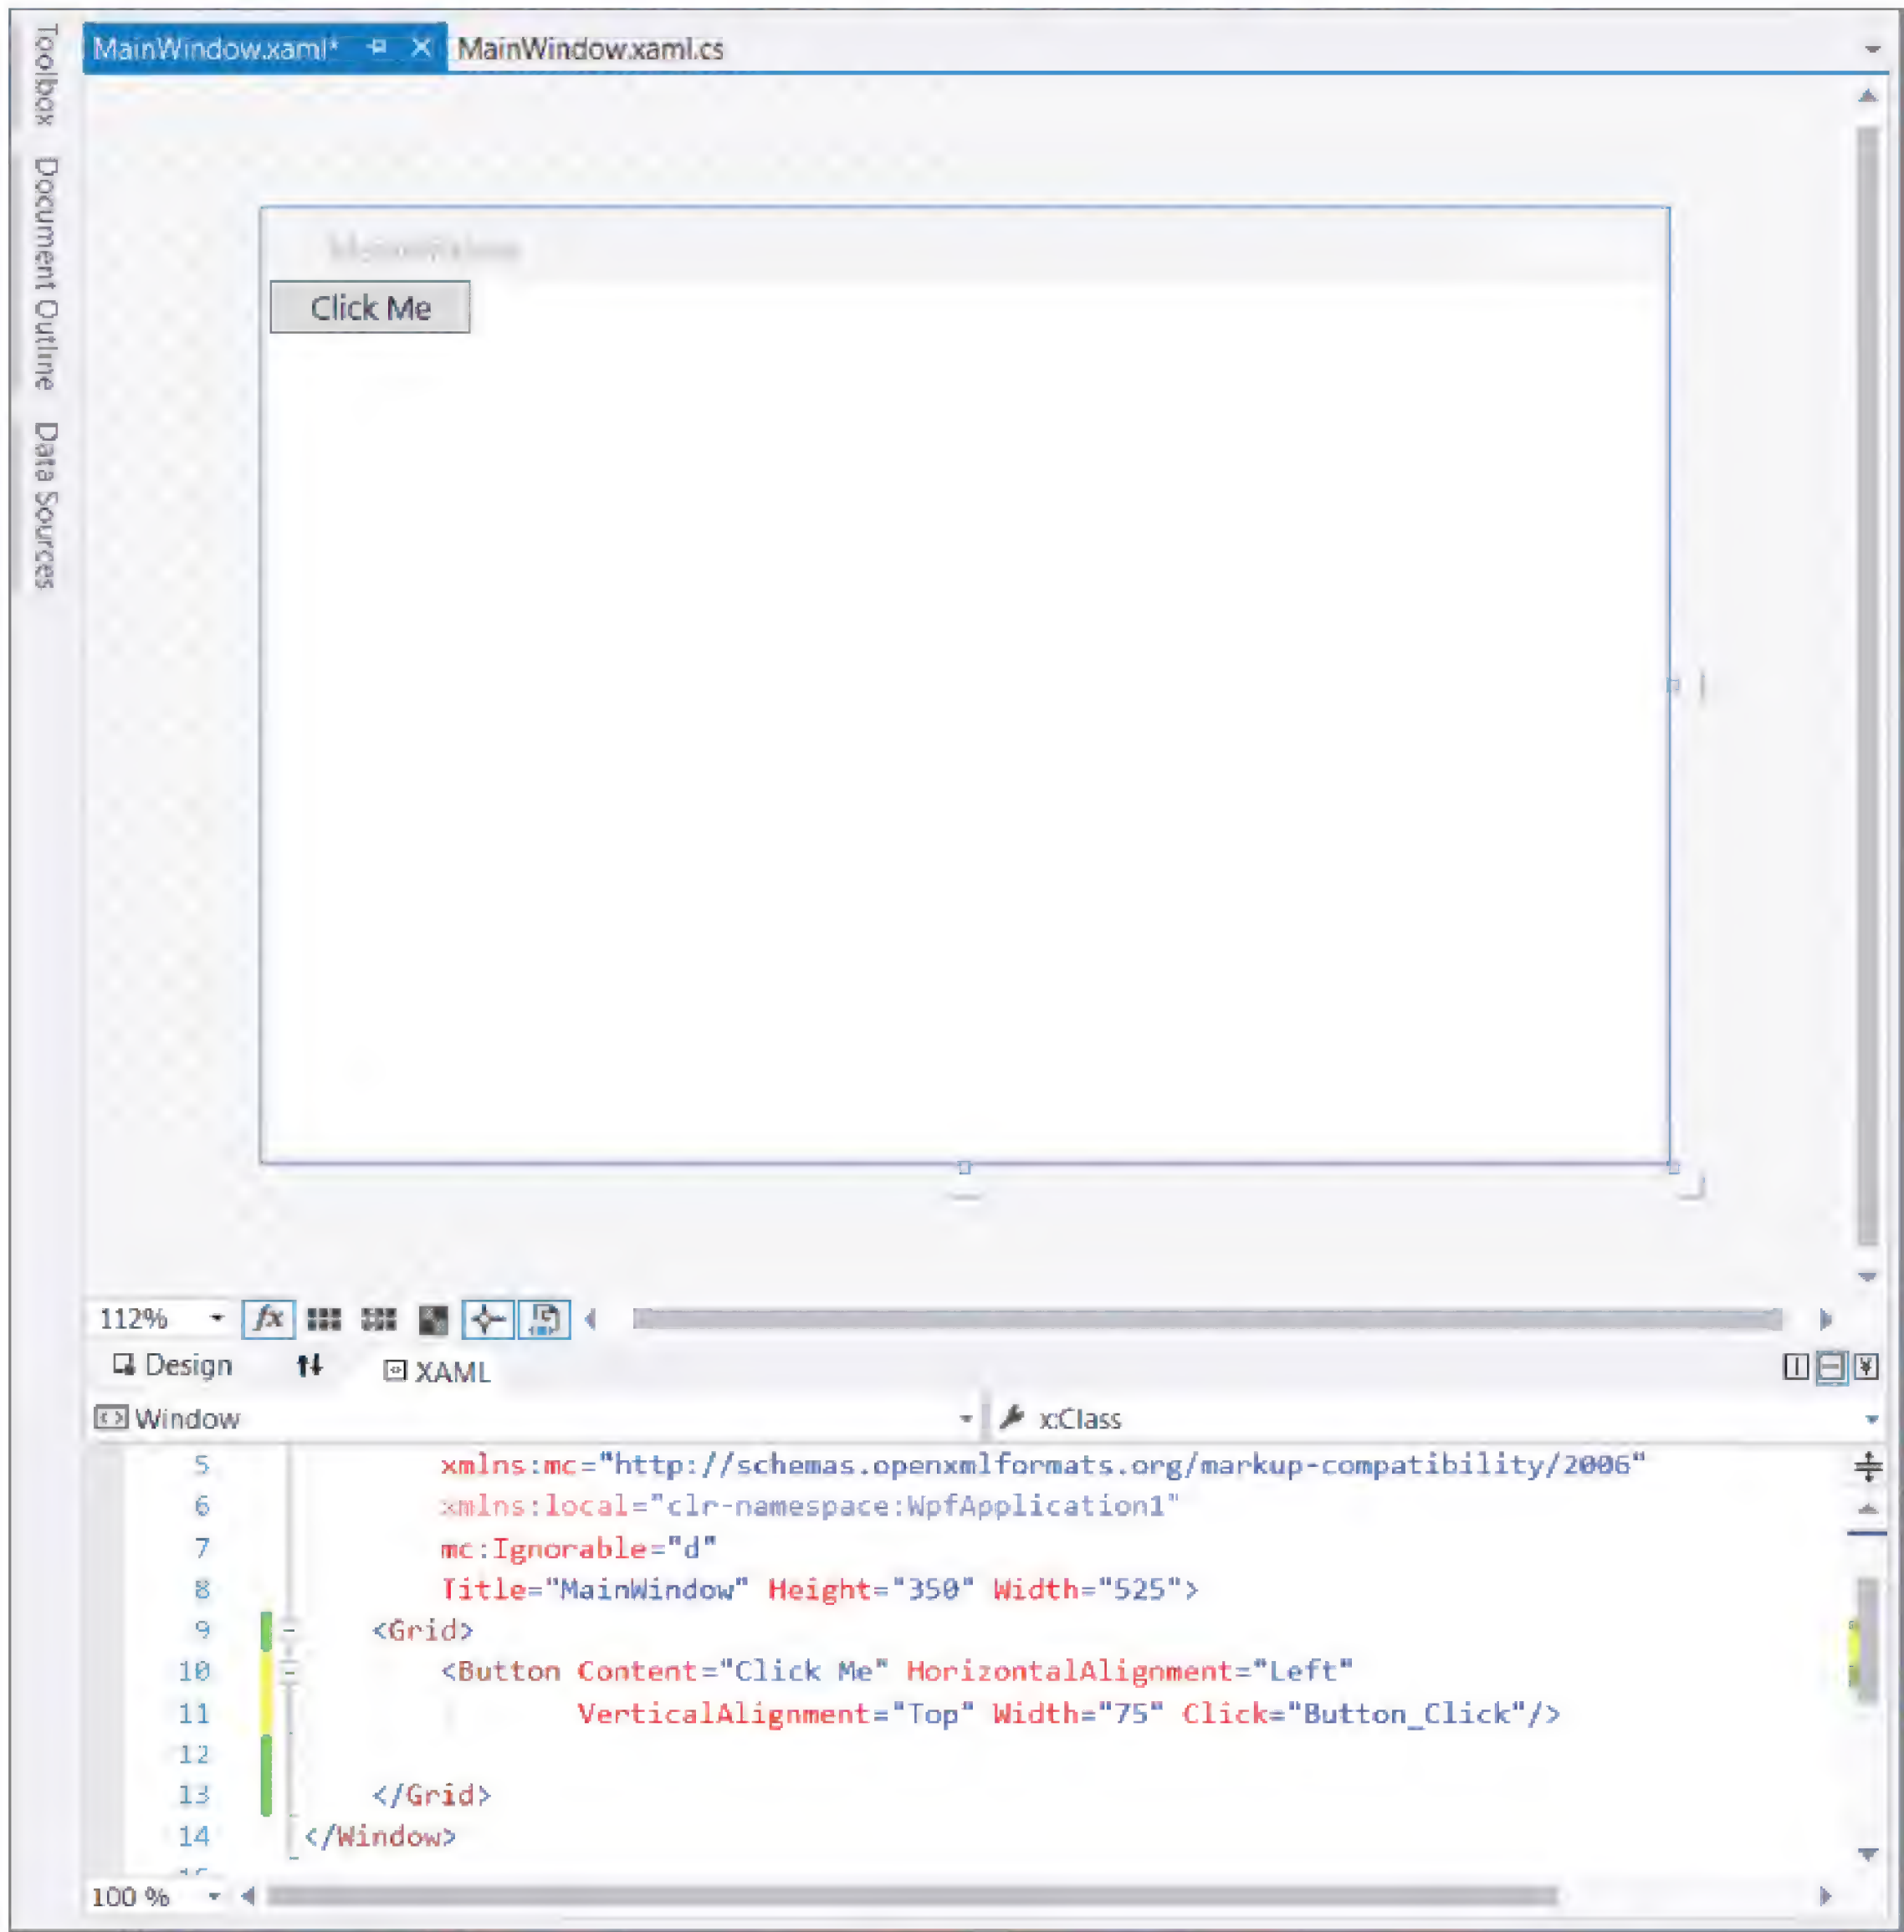 Toolbox
Document Outline
Data Sources
MainWindow.xaml* MainWindow.xaml.cs
MainWindow
Click Me
112% fx
Design XAML
Window x:Class
5 xmlns:mc="http://schemas.openxmlformats.org/markup-compatibility/2006"
6 xmlns:local="clr-namespace:WpfApplication1"
7 mc:Ignorable="d"
8 Title="MainWindow" Height="350" Width="525">
9 <Grid>
10 <Button Content="Click Me" HorizontalAlignment="Left"
11 VerticalAlignment="Top" Width="75" Click="Button_Click"/>
12
13 </Grid>
14 </Window>
100 %